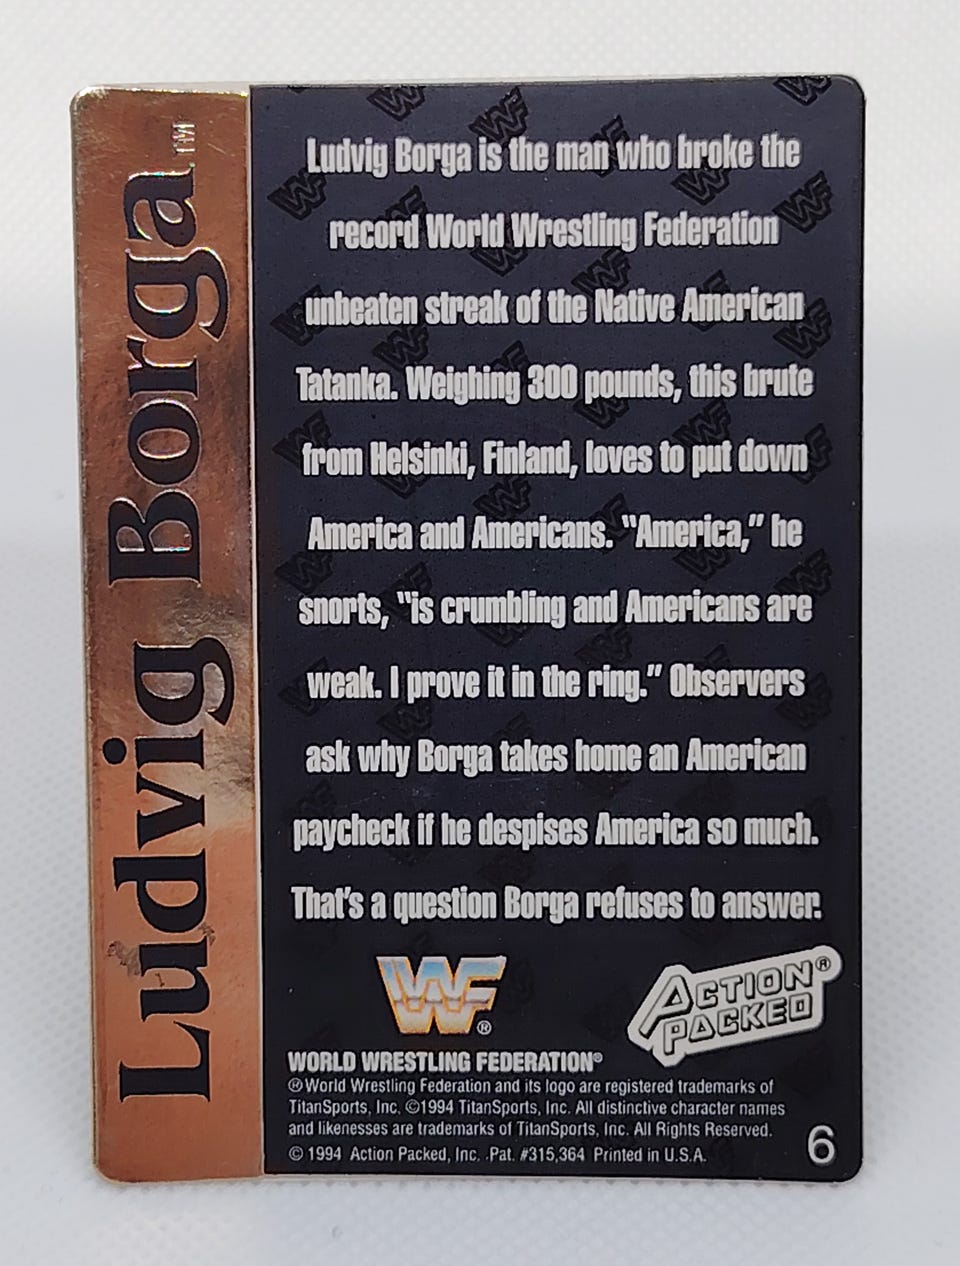 Ludvig Borga™
Ludvig Borga is the man who broke the
record World Wrestling Federation
unbeaten streak of the Native American
Tatanka. Weighing 300 pounds, this brute
from Helsinki, Finland, loves to put down
America and Americans. "America," he
snorts, "is crumbling and Americans are
weak. I prove it in the ring." Observers
ask why Borga takes home an American
paycheck if he despises America so much.
That's a question Borga refuses to answer.
WF®
ACTION®
PACKED
WORLD WRESTLING FEDERATION®
®World Wrestling Federation and its logo are registered trademarks of
TitanSports, Inc. ©1994 TitanSports, Inc. All distinctive character names
and likenesses are trademarks of TitanSports, Inc. All Rights Reserved.
© 1994 Action Packed, Inc. Pat. #315,364 Printed in U.S.A.
6